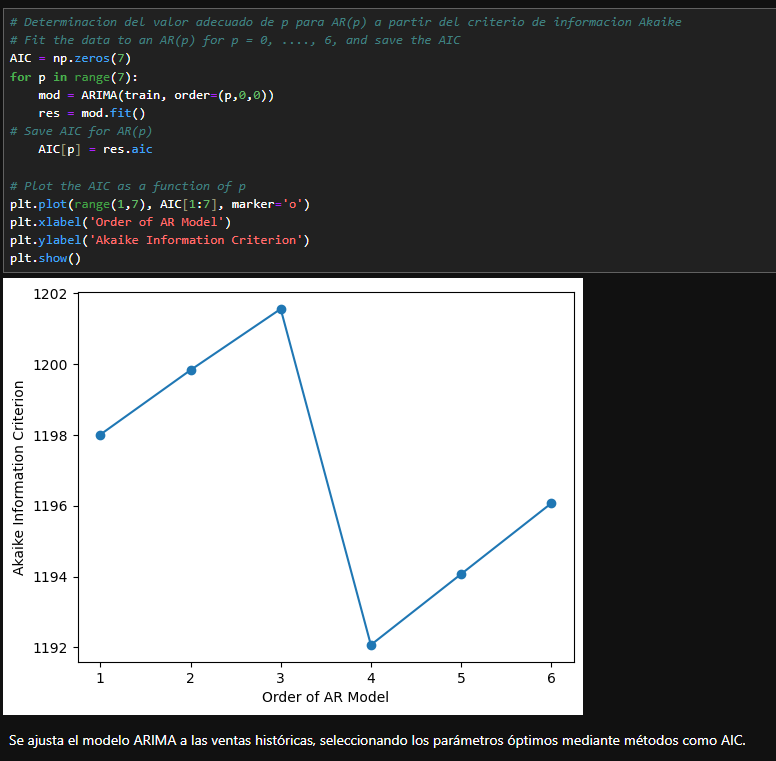 # Determinacion del valor adecuado de p para AR(p) a partir del criterio de informacion Akaike
# Fit the data to an AR(p) for p = 0, ...., 6, and save the AIC
AIC = np.zeros(7)
for p in range(7):
    mod = ARIMA(train, order=(p,0,0))
    res = mod.fit()
# Save AIC for AR(p)
    AIC[p] = res.aic
# Plot the AIC as a function of p
plt.plot(range(1,7), AIC[1:7], marker='o')
plt.xlabel('Order of AR Model')
plt.ylabel('Akaike Information Criterion')
plt.show()
1202
1200
1198
1196
1194
1192
Akaike Information Criterion
1 2 3 4 5 6
Order of AR Model
Se ajusta el modelo ARIMA a las ventas históricas, seleccionando los parámetros óptimos mediante métodos como AIC.